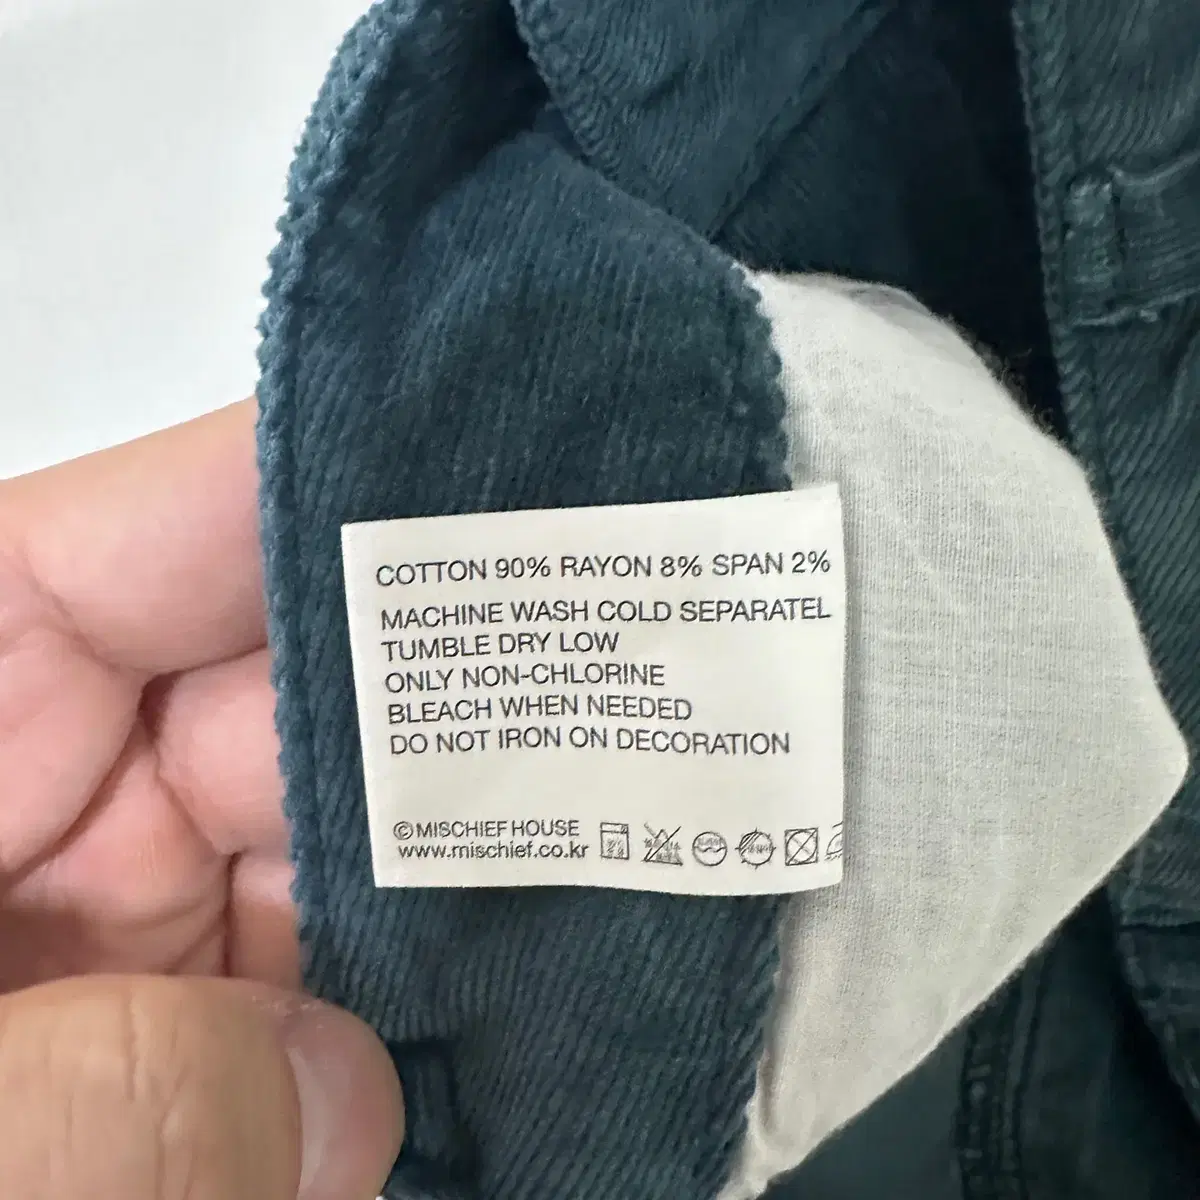 COTTON 90% RAYON 8% SPAN 2%
MACHINE WASH COLD SEPARATEL
TUMBLE DRY LOW
ONLY NON-CHLORINE
BLEACH WHEN NEEDED
DO NOT IRON ON DECORATION
©MISCHIEF HOUSE
www.mischief.co.kr